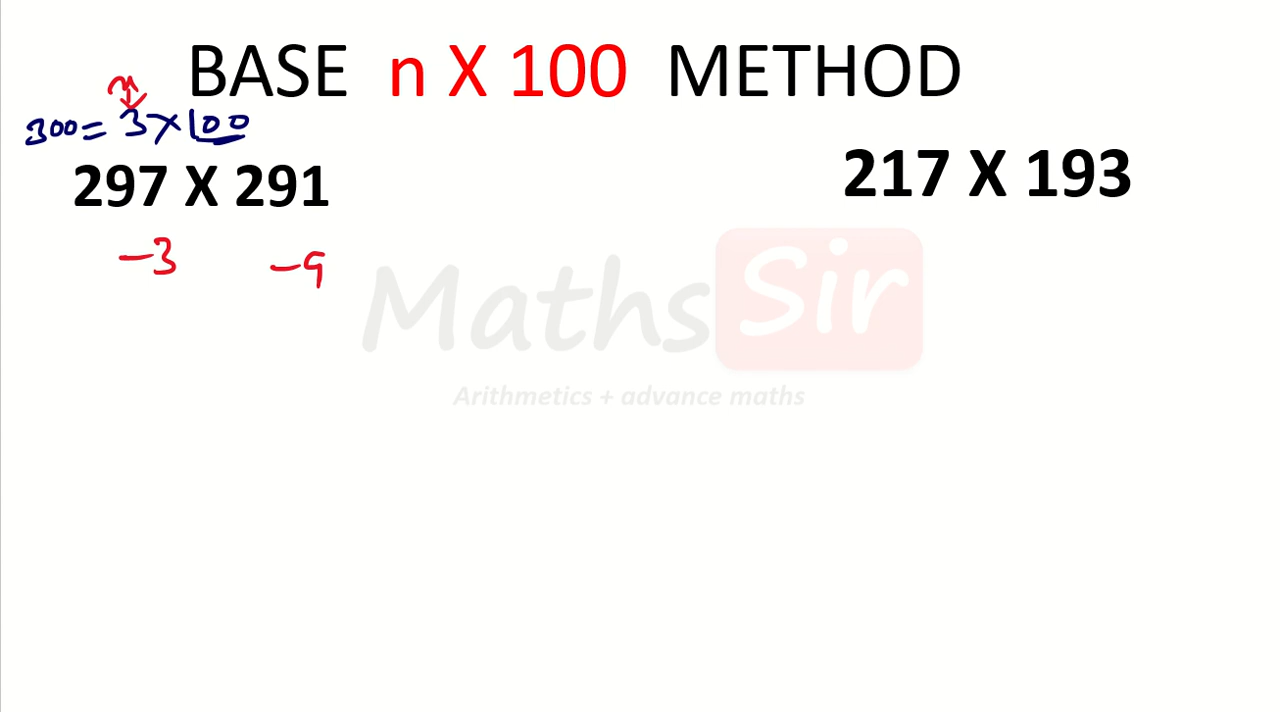 BASE n X 100 METHOD
n
300 = 3 × 100
297 X 291
-3 -9
217 X 193
Maths Sir
Arithmetics + advance maths